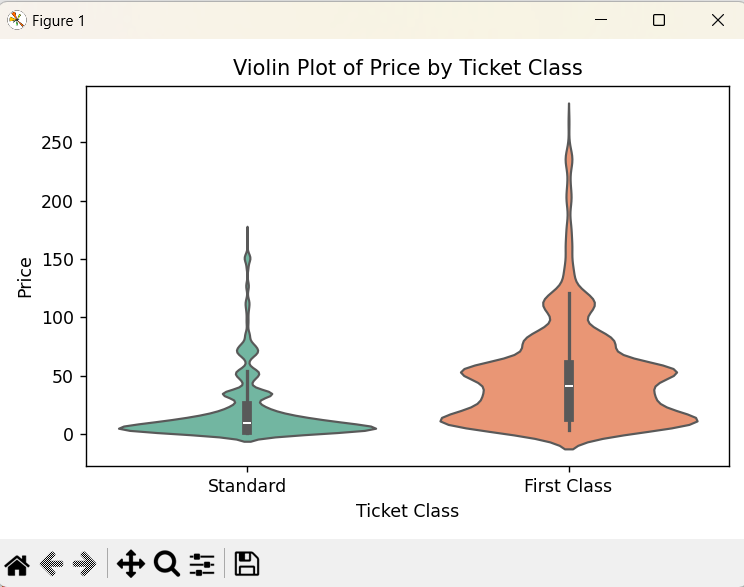 Figure 1
Violin Plot of Price by Ticket Class
250
200
150
100
50
0
Price
Standard
First Class
Ticket Class